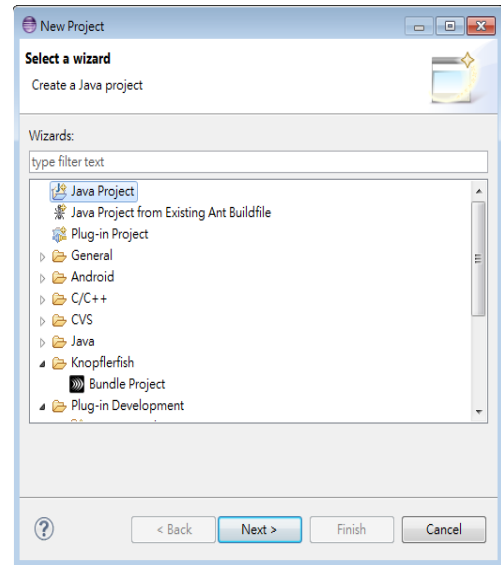 New Project
Select a wizard
Create a Java project
Wizards:
type filter text
Java Project
Java Project from Existing Ant Buildfile
Plug-in Project
General
Android
C/C++
CVS
Java
Knopflerfish
Bundle Project
Plug-in Development
< Back Next > Finish Cancel